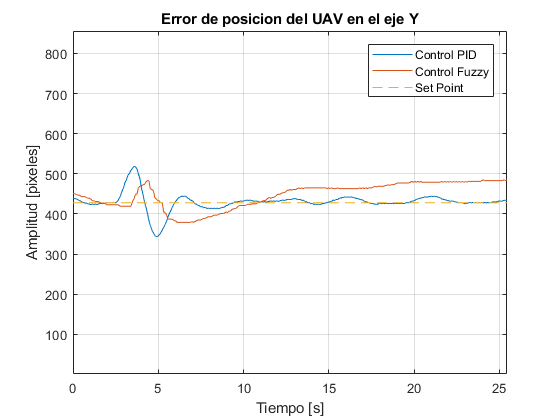 Error de posicion del UAV en el eje Y
Control PID
Control Fuzzy
Set Point
Amplitud [pixeles]
800
700
600
500
400
300
200
100
0 5 10 15 20 25
Tiempo [s]